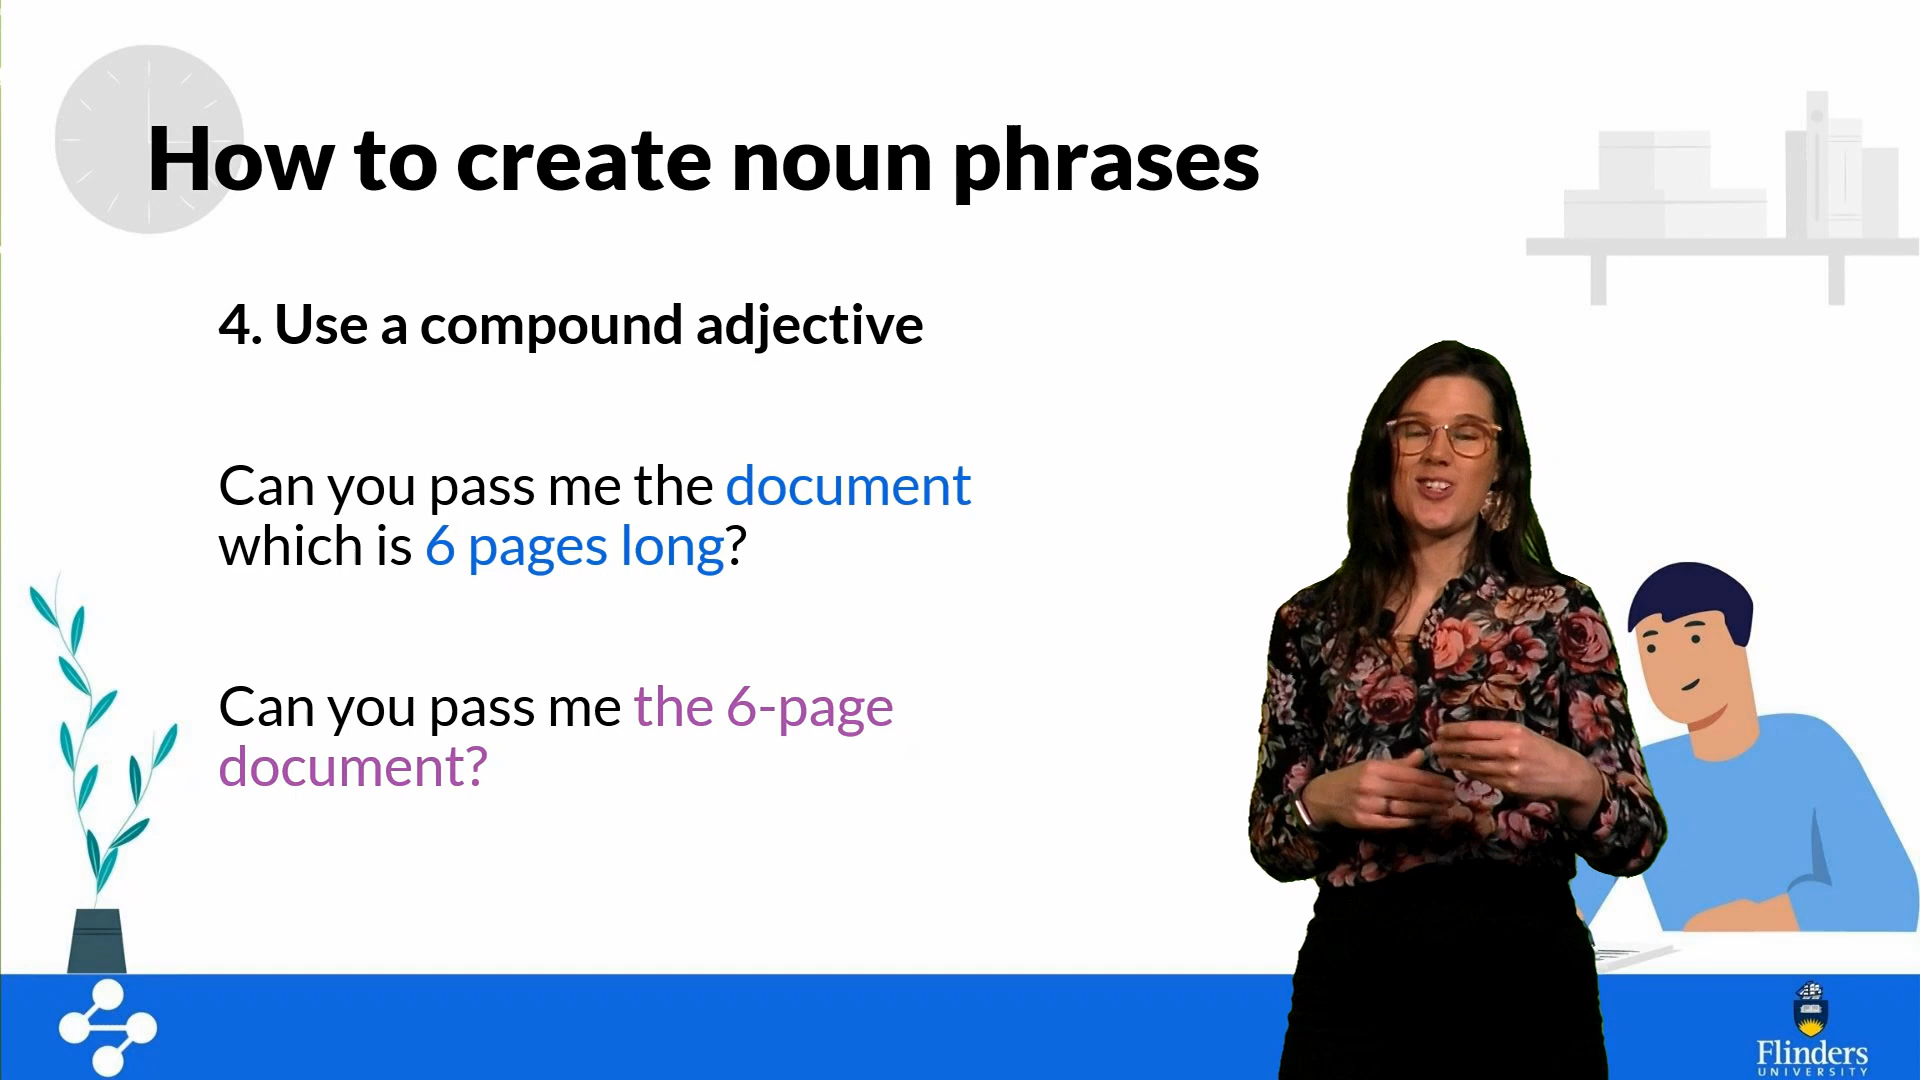 How to create noun phrases
4. Use a compound adjective
Can you pass me the document
which is 6 pages long?
Can you pass me the 6-page
document?
Flinders
UNIVERSITY